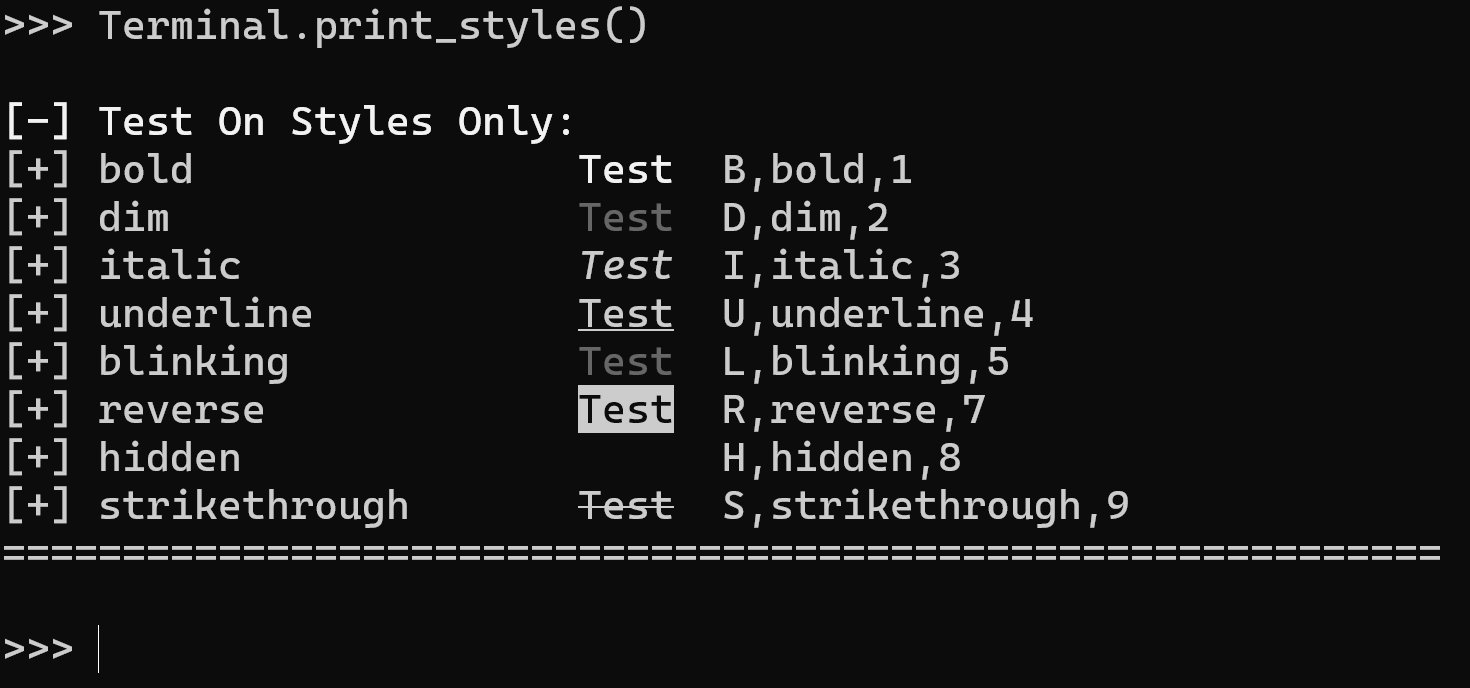 >>> Terminal.print_styles()
[-] Test On Styles Only:
[+] bold Test B,bold,1
[+] dim Test D,dim,2
[+] italic Test I,italic,3
[+] underline Test U,underline,4
[+] blinking Test L,blinking,5
[+] reverse Test R,reverse,7
[+] hidden H,hidden,8
[+] strikethrough Test S,strikethrough,9
============================================================
>>>